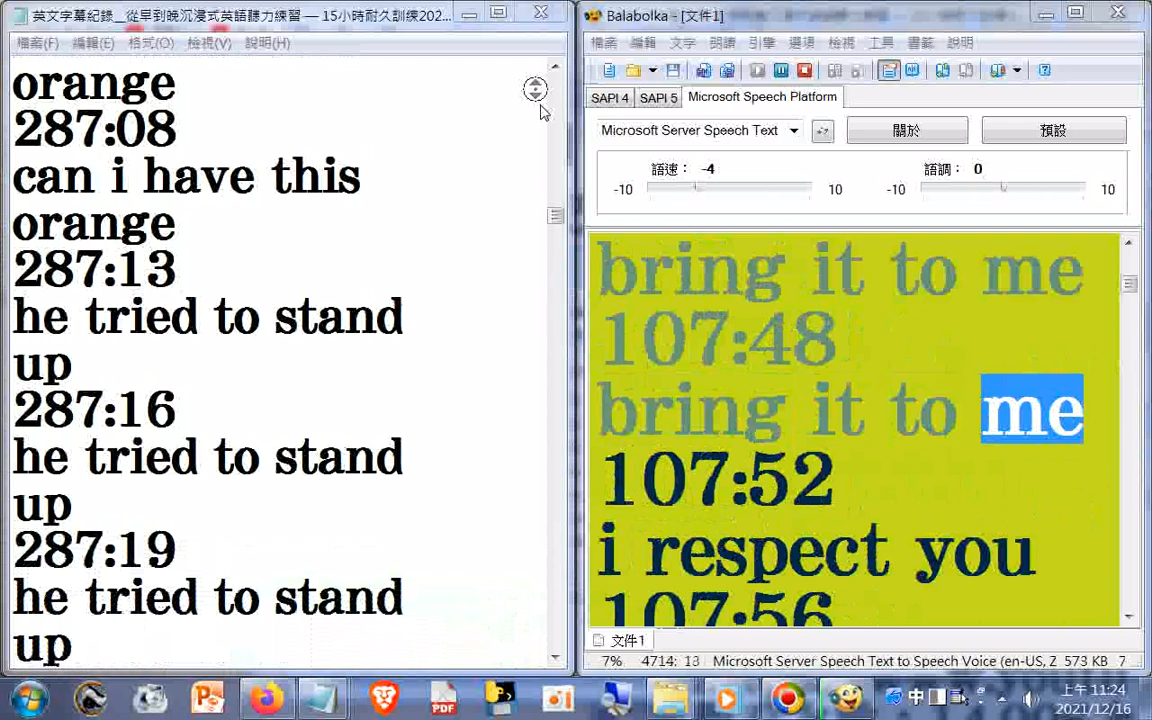 英文字幕紀錄__從早到晚沉浸式英語聽力練習 — 15小時耐久訓練202...
檔案(F) 編輯(E) 格式(O) 檢視(V) 說明(H)
orange
287:08
can i have this
orange
287:13
he tried to stand
up
287:16
he tried to stand
up
287:19
he tried to stand
up
Balabolka - [文件1]
檔案 編輯 文字 朗讀 引擎 選項 檢視 工具 書籤 說明
SAPI 4 SAPI 5 Microsoft Speech Platform
Microsoft Server Speech Text 關於 預設
語速： -4 語調： 0
-10 10 -10 10
bring it to me
107:48
bring it to me
107:52
i respect you
107:56
文件1
7% 4714: 13 Microsoft Server Speech Text to Speech Voice (en-US, Z 573 KB 7
PDF 中 上午 11:24
2021/12/16